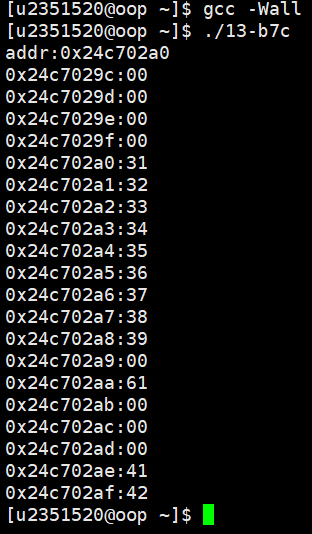 [u2351520@oop ~]$ gcc -Wall
[u2351520@oop ~]$ ./13-b7c
addr:0x24c702a0
0x24c7029c:00
0x24c7029d:00
0x24c7029e:00
0x24c7029f:00
0x24c702a0:31
0x24c702a1:32
0x24c702a2:33
0x24c702a3:34
0x24c702a4:35
0x24c702a5:36
0x24c702a6:37
0x24c702a7:38
0x24c702a8:39
0x24c702a9:00
0x24c702aa:61
0x24c702ab:00
0x24c702ac:00
0x24c702ad:00
0x24c702ae:41
0x24c702af:42
[u2351520@oop ~]$